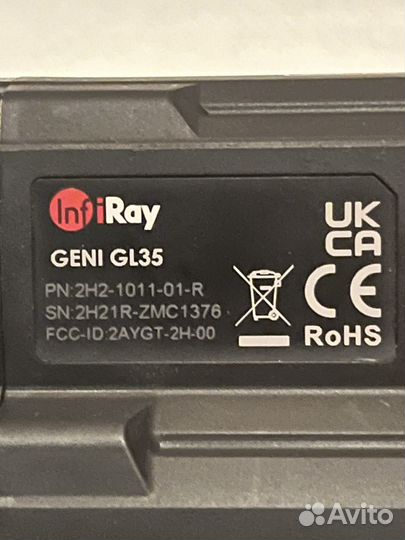 InfiRay
GENI GL35
PN:2H2-1011-01-R
SN:2H21R-ZMC1376
FCC-ID:2AYGT-2H-00
UK
CA
CE
RoHS
Avito